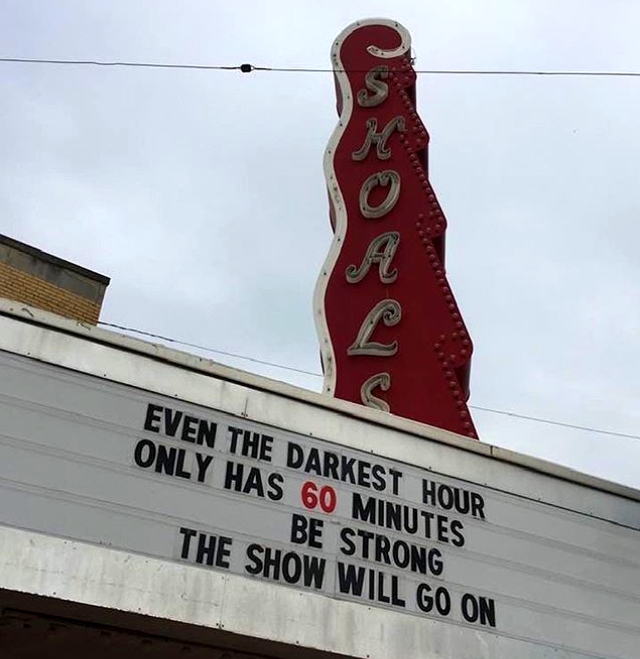 SHOALS
EVEN THE DARKEST HOUR
ONLY HAS 60 MINUTES
BE STRONG
THE SHOW WILL GO ON